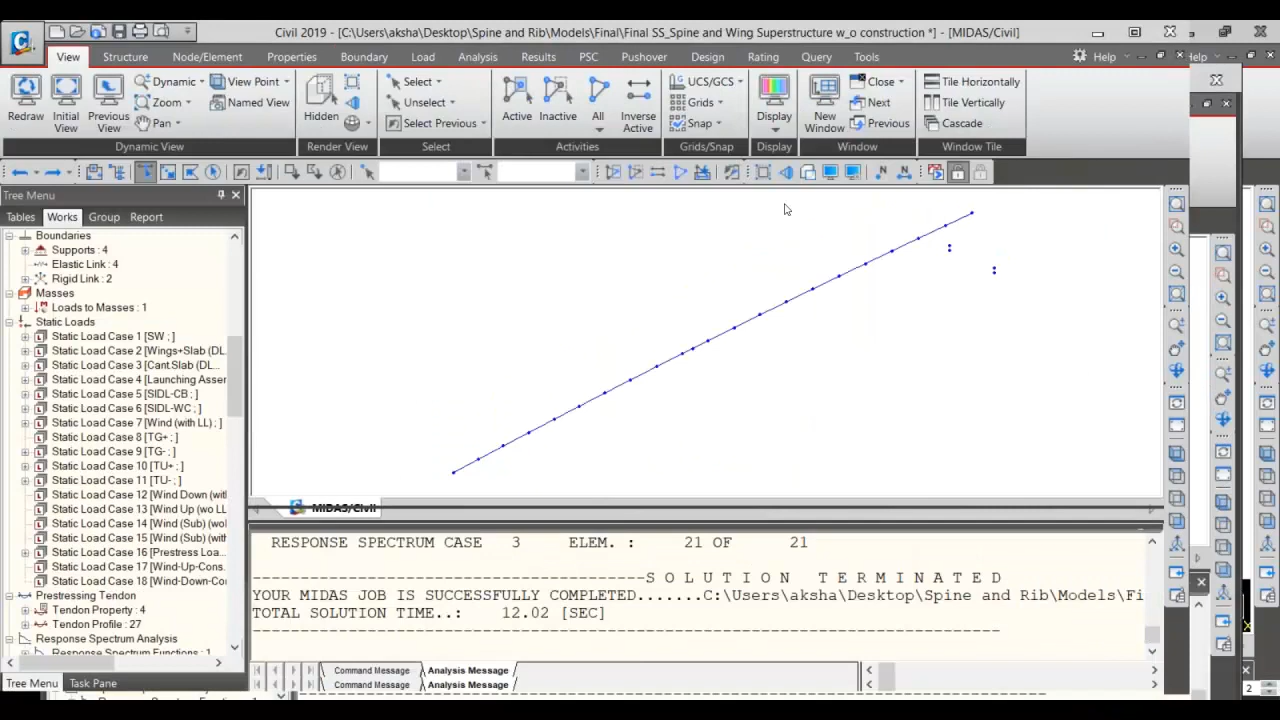 Civil 2019 - [C:\Users\aksha\Desktop\Spine and Rib\Models\Final\Final SS_Spine and Wing Superstructure w_o construction *] - [MIDAS/Civil]
View Structure Node/Element Properties Boundary Load Analysis Results PSC Pushover Design Rating Query Tools Help
Redraw
Initial View
Previous View
Dynamic
Zoom
Pan
View Point
Named View
Hidden
Select
Unselect
Select Previous
Active
Inactive
All
Inverse Active
UCS/GCS
Grids
Snap
Display
New Window
Close
Next
Previous
Tile Horizontally
Tile Vertically
Cascade
Dynamic View Render View Select Activities Grids/Snap Display Window Window Tile
Tree Menu
Tables Works Group Report
Boundaries
Supports : 4
Elastic Link : 4
Rigid Link : 2
Masses
Loads to Masses : 1
Static Loads
Static Load Case 1 [SW ; ]
Static Load Case 2 [Wings+Slab (DL
Static Load Case 3 [Cant.Slab (DL...
Static Load Case 4 [Launching Asser
Static Load Case 5 [SIDL-CB ; ]
Static Load Case 6 [SIDL-WC ; ]
Static Load Case 7 [Wind (with LL) ; ]
Static Load Case 8 [TG+ ; ]
Static Load Case 9 [TG- ; ]
Static Load Case 10 [TU+ ; ]
Static Load Case 11 [TU- ; ]
Static Load Case 12 [Wind Down (wit
Static Load Case 13 [Wind Up (wo LL
Static Load Case 14 [Wind (Sub) (wol
Static Load Case 15 [Wind (Sub) (wit
Static Load Case 16 [Prestress Loa...
Static Load Case 17 [Wind-Up-Cons.
Static Load Case 18 [Wind-Down-Co
Prestressing Tendon
Tendon Property : 4
Tendon Profile : 27
Response Spectrum Analysis
Response Spectrum Functions : 1
Tree Menu Task Pane
MIDAS/Civil
RESPONSE SPECTRUM CASE 3 ELEM. : 21 OF 21
S O L U T I O N T E R M I N A T E D
YOUR MIDAS JOB IS SUCCESSFULLY COMPLETED.......C:\Users\aksha\Desktop\Spine and Rib\Models\Fi
TOTAL SOLUTION TIME..: 12.02 [SEC]
Command Message Analysis Message
Command Message Analysis Message
2